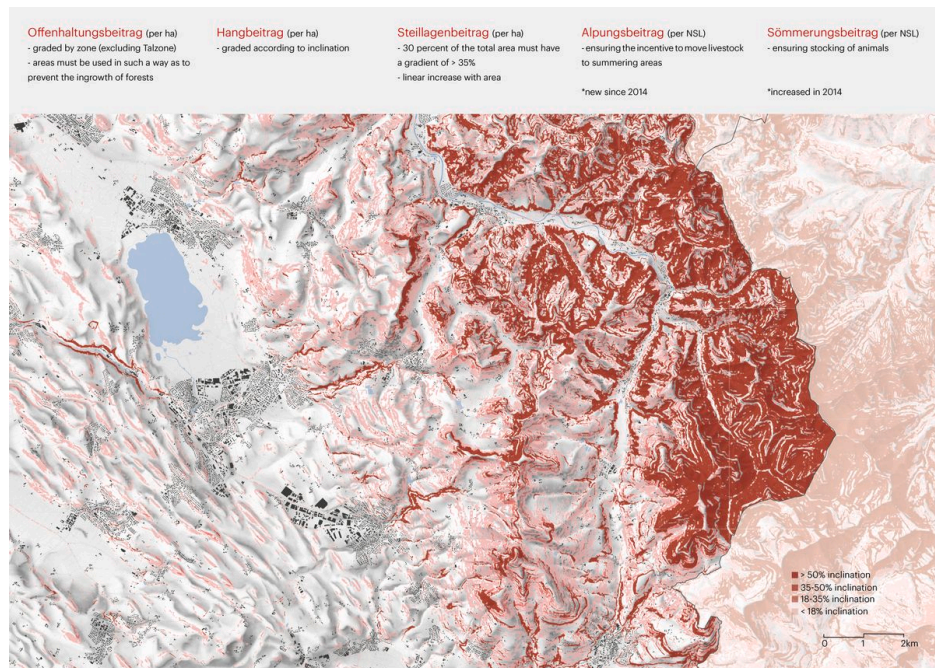 Offenhaltungsbeitrag (per ha)
- graded by zone (excluding Talzone)
- areas must be used in such a way as to
prevent the ingrowth of forests
Hangbeitrag (per ha)
- graded according to inclination
Steillagenbeitrag (per ha)
- 30 percent of the total area must have
a gradient of > 35%
- linear increase with area
Alpungsbeitrag (per NSL)
- ensuring the incentive to move livestock
to summering areas
*new since 2014
Sömmerungsbeitrag (per NSL)
- ensuring stocking of animals
*increased in 2014
> 50% inclination
35-50% inclination
18-35% inclination
< 18% inclination
0 1 2km